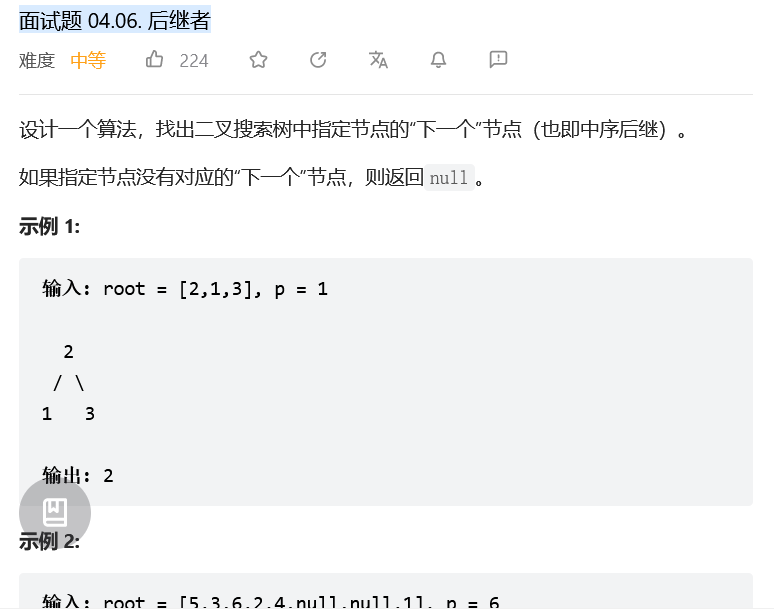 面试题 04.06. 后继者
难度 中等 224
设计一个算法，找出二叉搜索树中指定节点的“下一个”节点（也即中序后继）。
如果指定节点没有对应的“下一个”节点，则返回null。
示例 1:
输入: root = [2,1,3], p = 1
2
/ \
1 3
输出: 2
示例 2:
输入: root = [5,3,6,2,4,null,null,1], p = 6